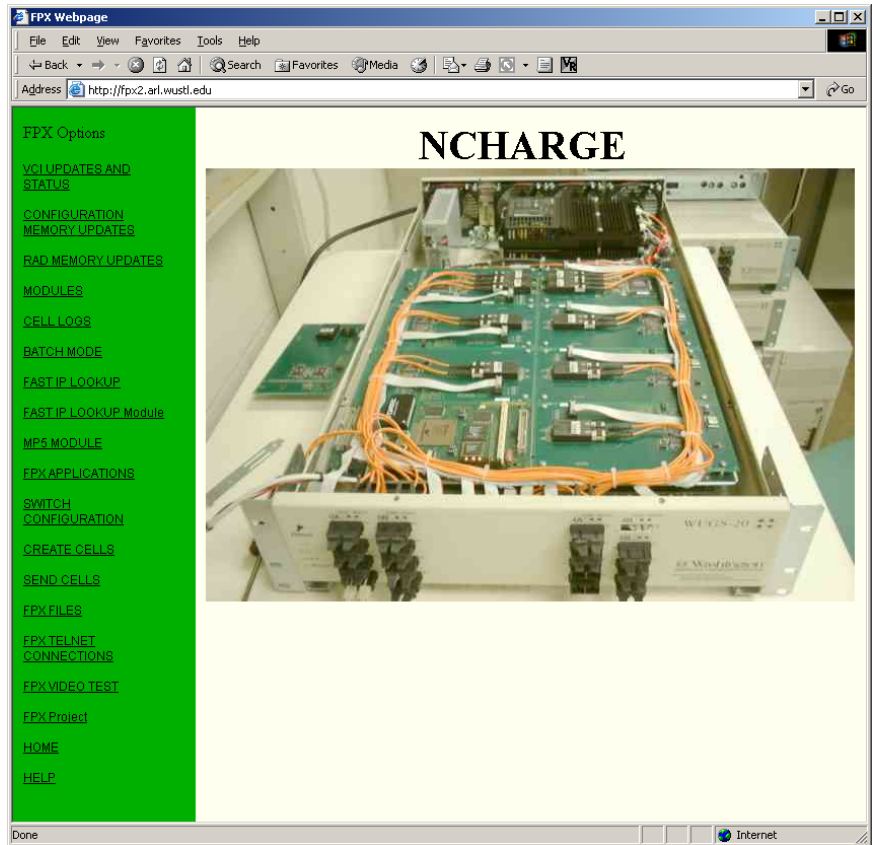 FPX Webpage
File Edit View Favorites Tools Help
Back Search Favorites Media
Address http://fpx2.arl.wustl.edu Go
FPX Options
VCI UPDATES AND
STATUS
CONFIGURATION
MEMORY UPDATES
RAD MEMORY UPDATES
MODULES
CELL LOGS
BATCH MODE
FAST IP LOOKUP
FAST IP LOOKUP Module
MP5 MODULE
FPX APPLICATIONS
SWITCH
CONFIGURATION
CREATE CELLS
SEND CELLS
FPX FILES
FPX TELNET
CONNECTIONS
FPX VIDEO TEST
FPX Project
HOME
HELP
NCHARGE
WUGS-20
Washington
Done Internet